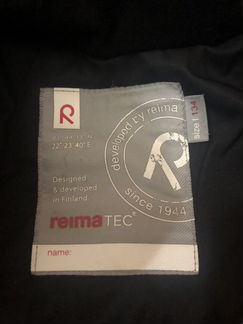 R
22° 23' 40" E
Designed
& developed
in Finland.
developed by reima
R
since 1944
size | 134
reimaTEC®
name: